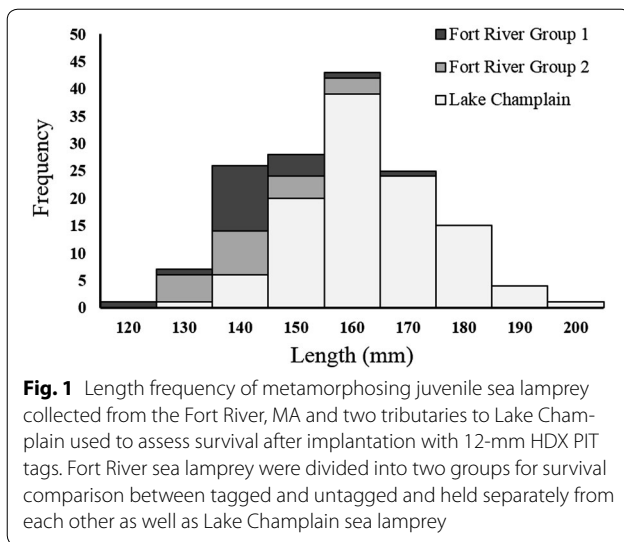 50
45
40
35
30
25
20
15
10
5
0
Frequency
Fort River Group 1
Fort River Group 2
Lake Champlain
120 130 140 150 160 170 180 190 200
Length (mm)
Fig. 1 Length frequency of metamorphosing juvenile sea lamprey
collected from the Fort River, MA and two tributaries to Lake Cham-
plain used to assess survival after implantation with 12-mm HDX PIT
tags. Fort River sea lamprey were divided into two groups for survival
comparison between tagged and untagged and held separately from
each other as well as Lake Champlain sea lamprey